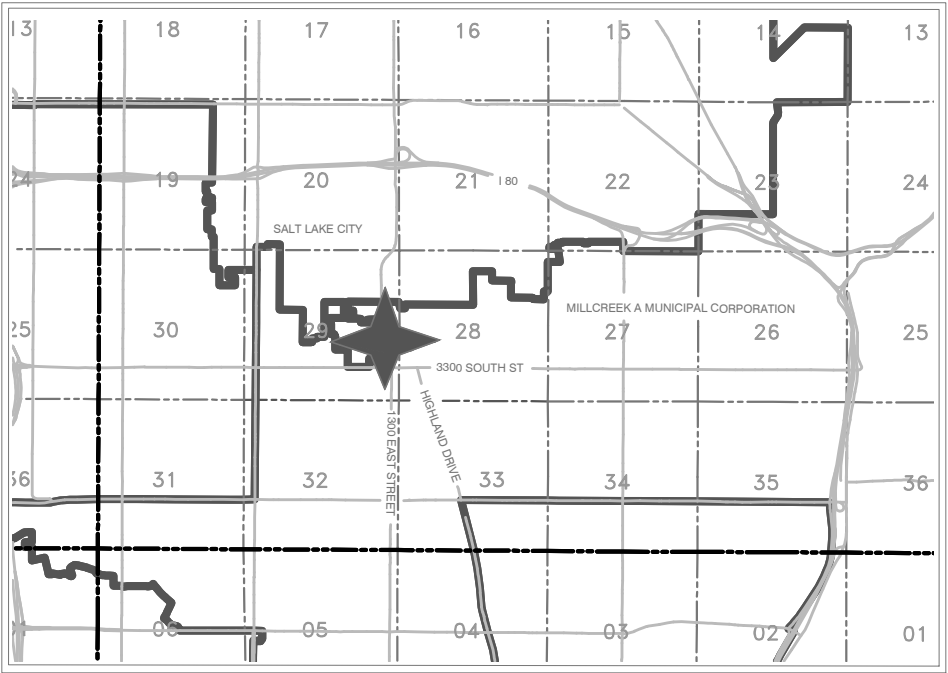 13 18 17 16 15 14 13
24 19 20 21 I 80 22 23 24
SALT LAKE CITY
MILLCREEK A MUNICIPAL CORPORATION
25 30 29 28 27 26 25
3300 SOUTH ST
HIGHLAND DRIVE
1300 EAST STREET
36 31 32 33 34 35 36
06 05 04 03 02 01